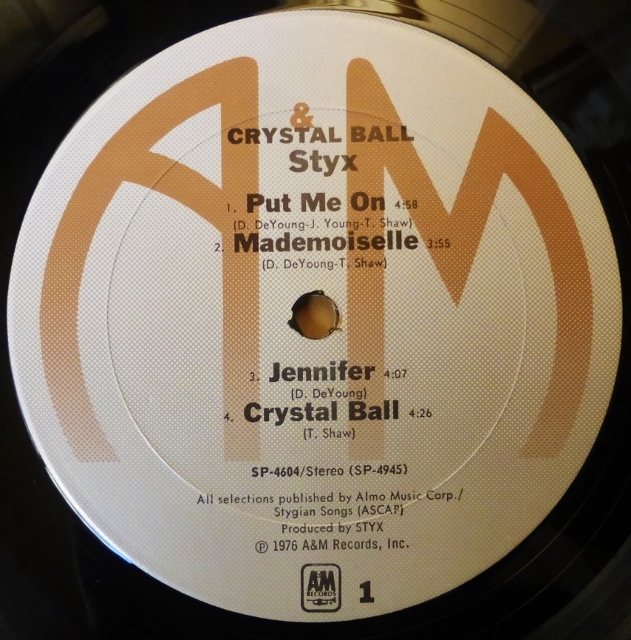 A&M
CRYSTAL BALL
Styx
1. Put Me On 4:58
(D. DeYoung-J. Young-T. Shaw)
2. Mademoiselle 3:55
(D. DeYoung-T. Shaw)
3. Jennifer 4:07
(D. DeYoung)
4. Crystal Ball 4:26
(T. Shaw)
SP-4604/Stereo (SP-4945)
All selections published by Almo Music Corp./
Stygian Songs (ASCAP)
Produced by STYX
℗ 1976 A&M Records, Inc.
AM
RECORDS
1